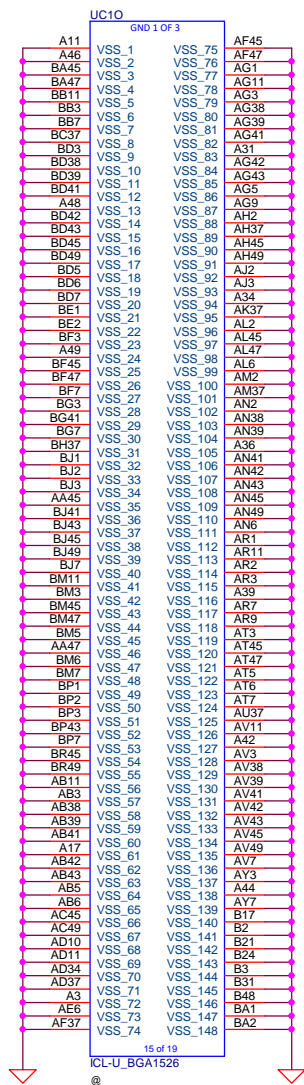 UC1O
GND 1 OF 3
A11 VSS_1 VSS_75 AF45
A46 VSS_2 VSS_76 AF47
BA45 VSS_3 VSS_77 AG1
BA47 VSS_4 VSS_78 AG11
BB11 VSS_5 VSS_79 AG3
BB3 VSS_6 VSS_80 AG38
BB7 VSS_7 VSS_81 AG39
BC37 VSS_8 VSS_82 AG41
BD3 VSS_9 VSS_83 A31
BD38 VSS_10 VSS_84 AG42
BD39 VSS_11 VSS_85 AG43
BD41 VSS_12 VSS_86 AG5
A48 VSS_13 VSS_87 AG9
BD42 VSS_14 VSS_88 AH2
BD43 VSS_15 VSS_89 AH37
BD45 VSS_16 VSS_90 AH45
BD49 VSS_17 VSS_91 AH49
BD5 VSS_18 VSS_92 AJ2
BD6 VSS_19 VSS_93 AJ3
BD7 VSS_20 VSS_94 A34
BE1 VSS_21 VSS_95 AK37
BE2 VSS_22 VSS_96 AL2
BF3 VSS_23 VSS_97 AL45
A49 VSS_24 VSS_98 AL47
BF45 VSS_25 VSS_99 AL6
BF47 VSS_26 VSS_100 AM2
BF7 VSS_27 VSS_101 AM37
BG3 VSS_28 VSS_102 AN2
BG41 VSS_29 VSS_103 AN38
BG7 VSS_30 VSS_104 AN39
BH37 VSS_31 VSS_105 A36
BJ1 VSS_32 VSS_106 AN41
BJ2 VSS_33 VSS_107 AN42
BJ3 VSS_34 VSS_108 AN43
AA45 VSS_35 VSS_109 AN45
BJ41 VSS_36 VSS_110 AN49
BJ43 VSS_37 VSS_111 AN6
BJ45 VSS_38 VSS_112 AR1
BJ49 VSS_39 VSS_113 AR11
BJ7 VSS_40 VSS_114 AR2
BM11 VSS_41 VSS_115 AR3
BM3 VSS_42 VSS_116 A39
BM45 VSS_43 VSS_117 AR7
BM47 VSS_44 VSS_118 AR9
BM5 VSS_45 VSS_119 AT3
AA47 VSS_46 VSS_120 AT45
BM6 VSS_47 VSS_121 AT47
BM7 VSS_48 VSS_122 AT5
BP1 VSS_49 VSS_123 AT6
BP2 VSS_50 VSS_124 AT7
BP3 VSS_51 VSS_125 AU37
BP43 VSS_52 VSS_126 AV11
BP7 VSS_53 VSS_127 A42
BR45 VSS_54 VSS_128 AV3
BR49 VSS_55 VSS_129 AV38
AB11 VSS_56 VSS_130 AV39
AB3 VSS_57 VSS_131 AV41
AB38 VSS_58 VSS_132 AV42
AB39 VSS_59 VSS_133 AV43
AB41 VSS_60 VSS_134 AV45
A17 VSS_61 VSS_135 AV49
AB42 VSS_62 VSS_136 AV7
AB43 VSS_63 VSS_137 AY3
AB5 VSS_64 VSS_138 A44
AB6 VSS_65 VSS_139 AY7
AC45 VSS_66 VSS_140 B17
AC49 VSS_67 VSS_141 B2
AD10 VSS_68 VSS_142 B21
AD11 VSS_69 VSS_143 B24
AD34 VSS_70 VSS_144 B3
AD37 VSS_71 VSS_145 B31
A3 VSS_72 VSS_146 B48
AE6 VSS_73 VSS_147 BA1
AF37 VSS_74 VSS_148 BA2
15 of 19
ICL-U_BGA1526
@